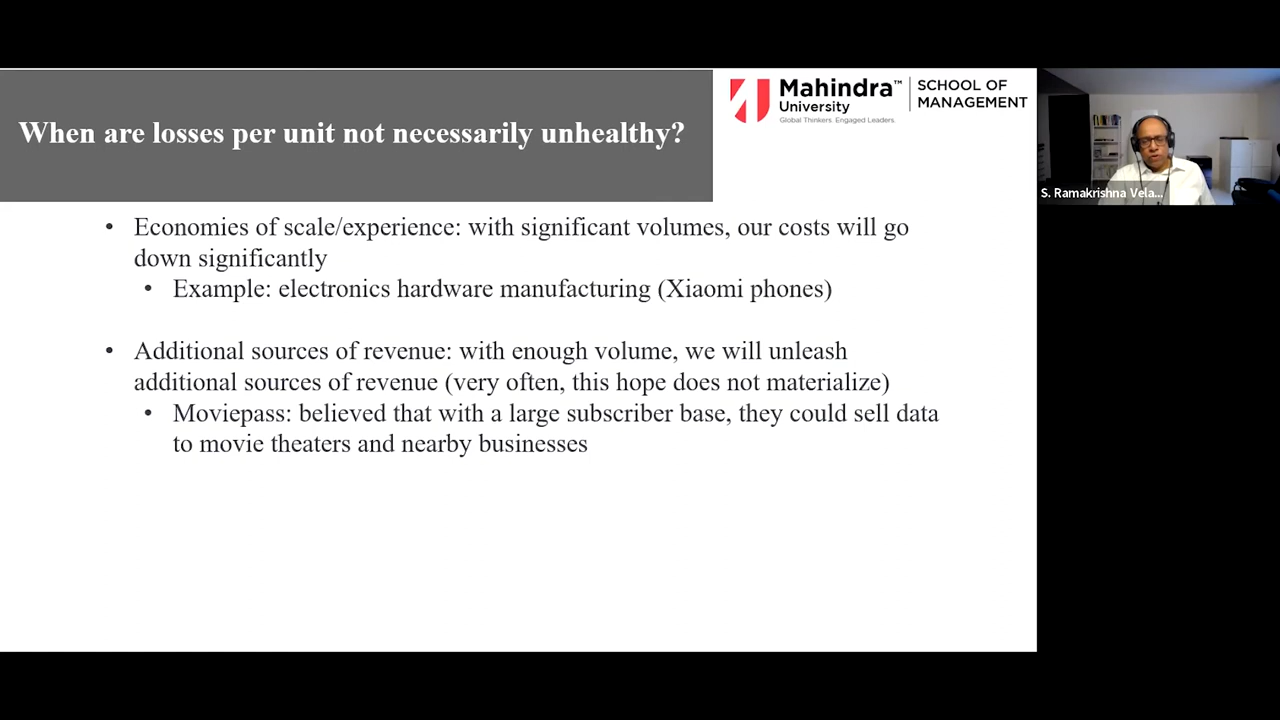 When are losses per unit not necessarily unhealthy?
Mahindra™
University
Global Thinkers. Engaged Leaders.
SCHOOL OF
MANAGEMENT
S. Ramakrishna Vela...
• Economies of scale/experience: with significant volumes, our costs will go
down significantly
• Example: electronics hardware manufacturing (Xiaomi phones)
• Additional sources of revenue: with enough volume, we will unleash
additional sources of revenue (very often, this hope does not materialize)
• Moviepass: believed that with a large subscriber base, they could sell data
to movie theaters and nearby businesses